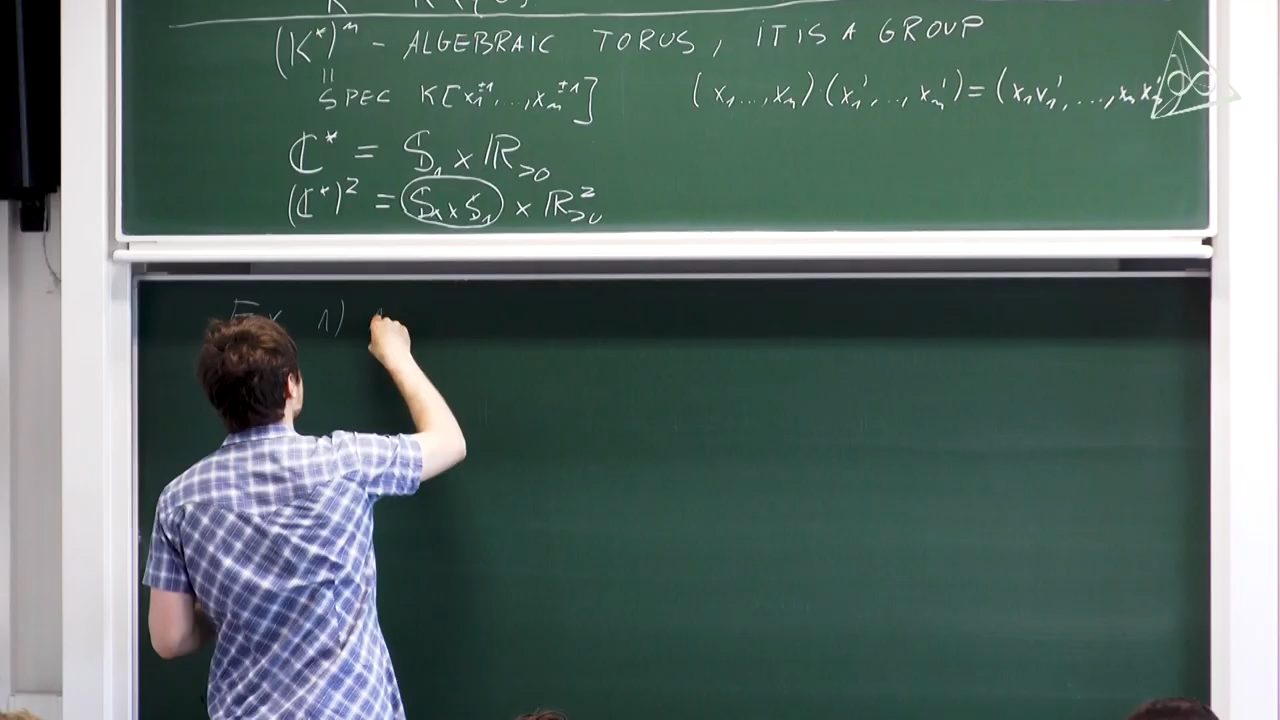 (K*)ⁿ - ALGEBRAIC TORUS, IT IS A GROUP
||
SPEC K[x₁^±1, ..., xₙ^±1] (x₁ ..., xₙ) · (x₁', ..., xₙ') = (x₁x₁', ..., xₙxₙ'
ℂ* = S₁ × ℝ>0
(ℂ*)² = S₁ × S₁ × ℝ²>0
Ex 1)